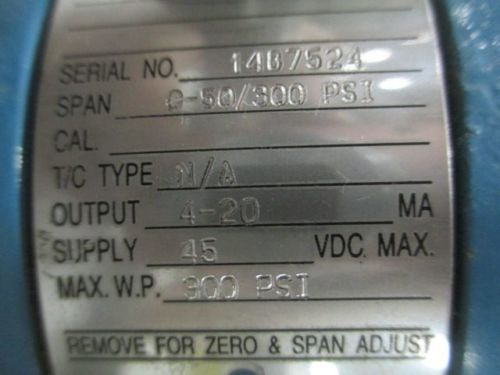 SERIAL NO. 14B7524
SPAN 0-50/300 PSI
CAL.
T/C TYPE N/A
OUTPUT 4-20 MA
SUPPLY 45 VDC MAX.
MAX. W.P. 300 PSI
REMOVE FOR ZERO & SPAN ADJUST